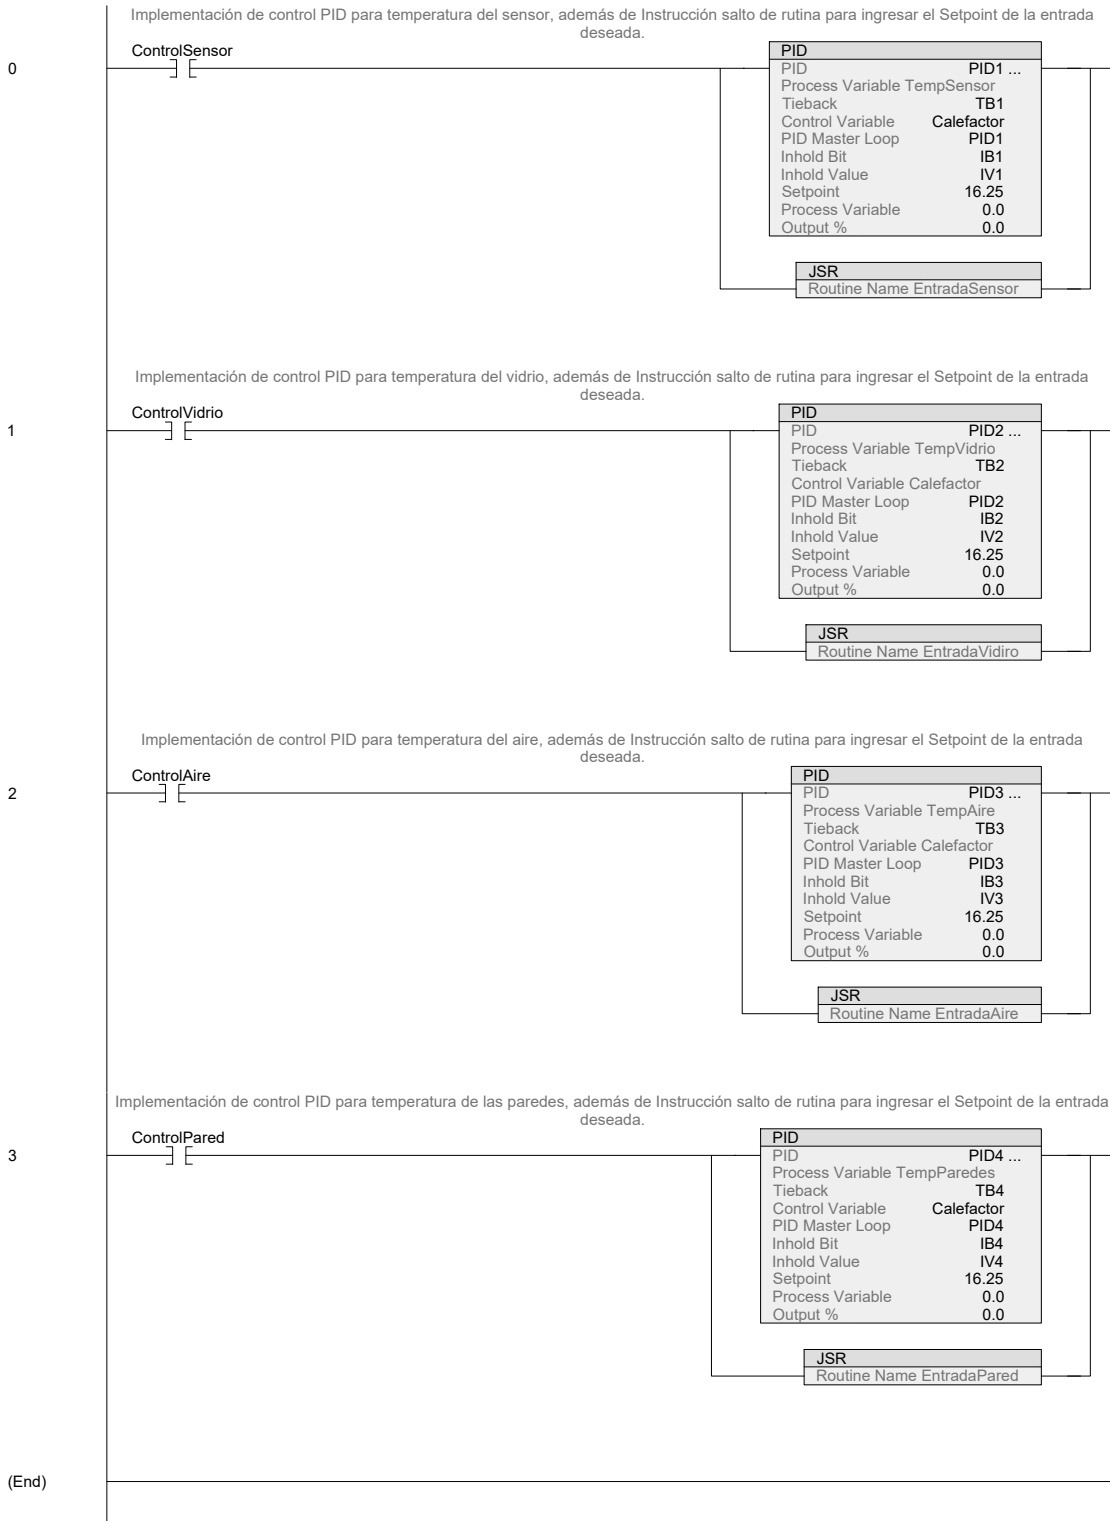 Implementación de control PID para temperatura del sensor, además de Instrucción salto de rutina para ingresar el Setpoint de la entrada
deseada.
ControlSensor
0
PID
PID PID1 ...
Process Variable TempSensor
Tieback TB1
Control Variable Calefactor
PID Master Loop PID1
Inhold Bit IB1
Inhold Value IV1
Setpoint 16.25
Process Variable 0.0
Output % 0.0
JSR
Routine Name EntradaSensor
Implementación de control PID para temperatura del vidrio, además de Instrucción salto de rutina para ingresar el Setpoint de la entrada
deseada.
ControlVidrio
1
PID
PID PID2 ...
Process Variable TempVidrio
Tieback TB2
Control Variable Calefactor
PID Master Loop PID2
Inhold Bit IB2
Inhold Value IV2
Setpoint 16.25
Process Variable 0.0
Output % 0.0
JSR
Routine Name EntradaVidiro
Implementación de control PID para temperatura del aire, además de Instrucción salto de rutina para ingresar el Setpoint de la entrada
deseada.
ControlAire
2
PID
PID PID3 ...
Process Variable TempAire
Tieback TB3
Control Variable Calefactor
PID Master Loop PID3
Inhold Bit IB3
Inhold Value IV3
Setpoint 16.25
Process Variable 0.0
Output % 0.0
JSR
Routine Name EntradaAire
Implementación de control PID para temperatura de las paredes, además de Instrucción salto de rutina para ingresar el Setpoint de la entrada
deseada.
ControlPared
3
PID
PID PID4 ...
Process Variable TempParedes
Tieback TB4
Control Variable Calefactor
PID Master Loop PID4
Inhold Bit IB4
Inhold Value IV4
Setpoint 16.25
Process Variable 0.0
Output % 0.0
JSR
Routine Name EntradaPared
(End)